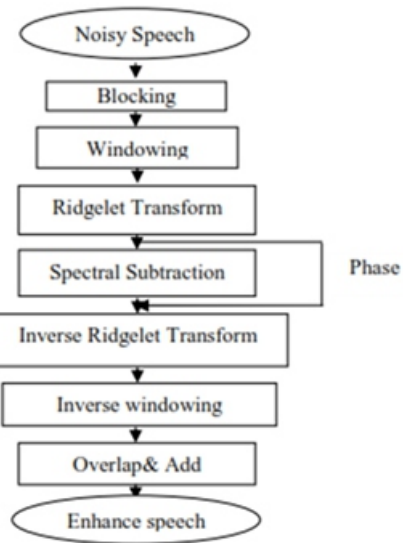 Noisy Speech
Blocking
Windowing
Ridgelet Transform
Spectral Subtraction
Phase
Inverse Ridgelet Transform
Inverse windowing
Overlap& Add
Enhance speech